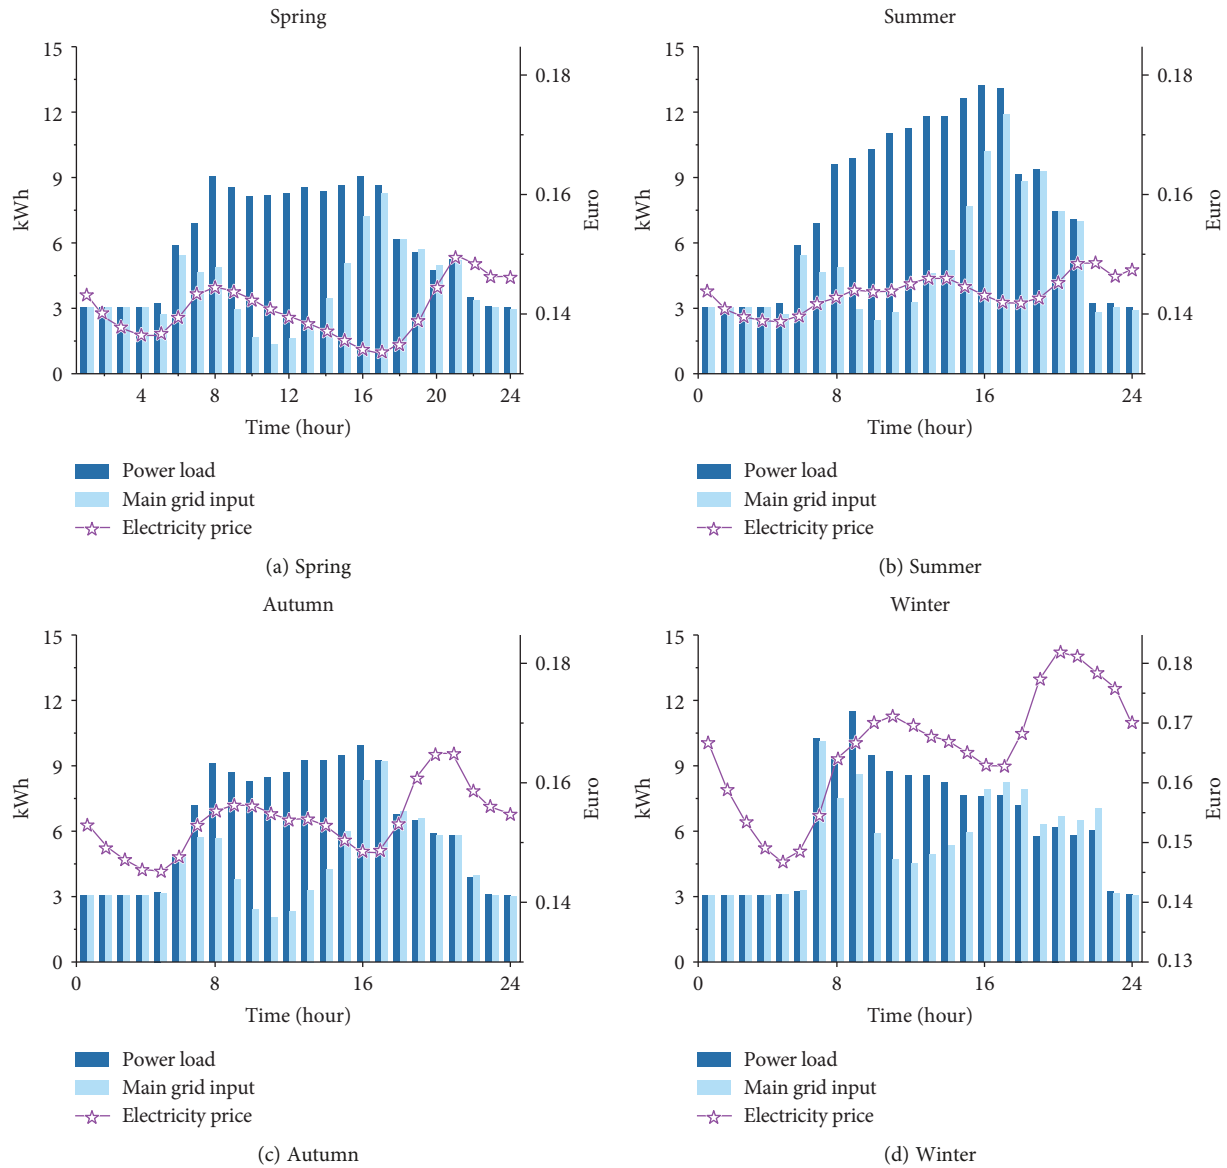 Spring
15
12
9
6
3
0
kWh
0.18
0.16
0.14
Euro
4 8 12 16 20 24
Time (hour)
Power load
Main grid input
Electricity price
(a) Spring
Summer
15
12
9
6
3
0
kWh
0.18
0.16
0.14
Euro
0 8 16 24
Time (hour)
Power load
Main grid input
Electricity price
(b) Summer
Autumn
15
12
9
6
3
0
kWh
0.18
0.16
0.14
Euro
0 8 16 24
Time (hour)
Power load
Main grid input
Electricity price
(c) Autumn
Winter
15
12
9
6
3
0
kWh
0.18
0.17
0.16
0.15
0.14
0.13
Euro
0 8 16 24
Time (hour)
Power load
Main grid input
Electricity price
(d) Winter